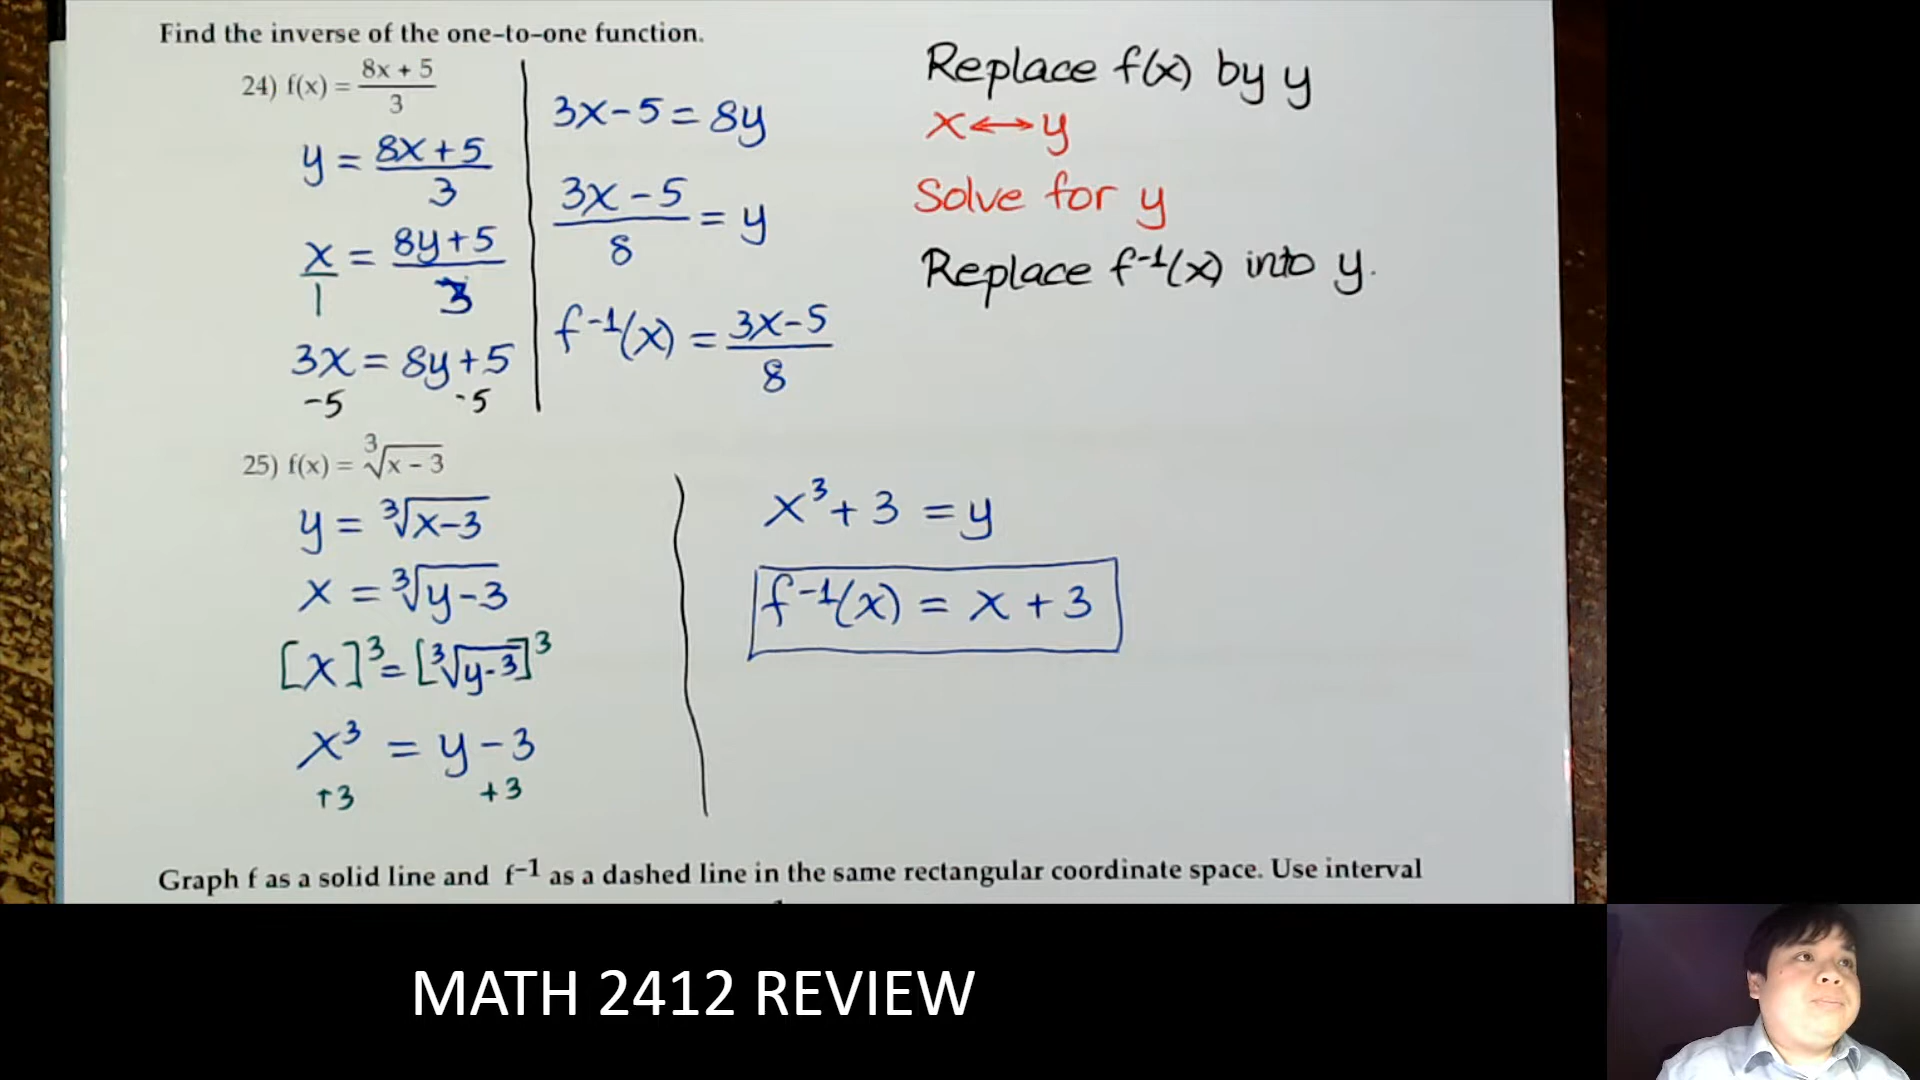 Find the inverse of the one-to-one function.
24) f(x) = (8x + 5)/3
y = (8x+5)/3
x/1 = (8y+5)/3
3x = 8y+5
-5 -5
3x-5 = 8y
(3x-5)/8 = y
f⁻¹(x) = (3x-5)/8
Replace f(x) by y
x↔y
Solve for y
Replace f⁻¹(x) into y.
25) f(x) = ∛(x - 3)
y = ∛(x-3)
x = ∛(y-3)
[x]³ = [∛(y-3)]³
x³ = y-3
+3 +3
x³+3 = y
f⁻¹(x) = x+3
Graph f as a solid line and f⁻¹ as a dashed line in the same rectangular coordinate space. Use interval
MATH 2412 REVIEW